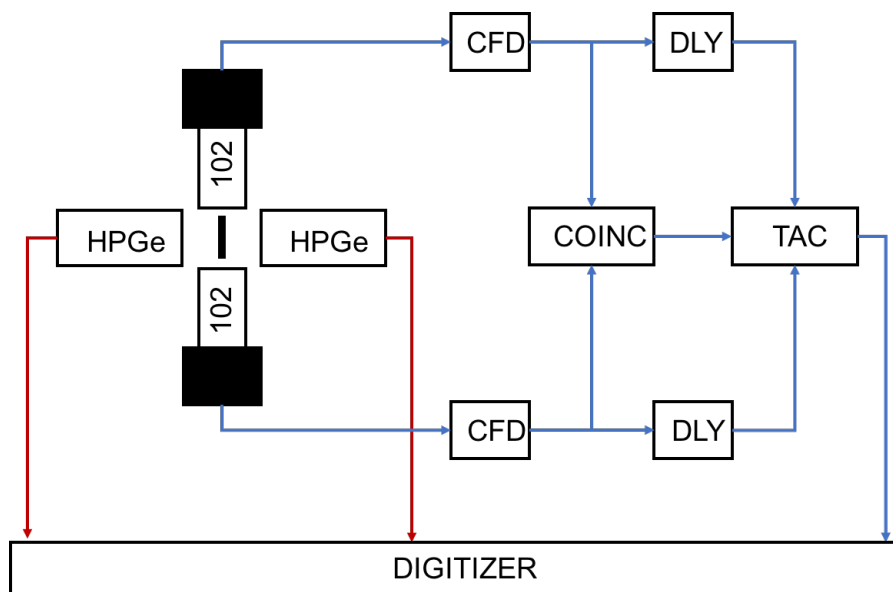 CFD
DLY
102
HPGe
HPGe
COINC
TAC
102
CFD
DLY
DIGITIZER